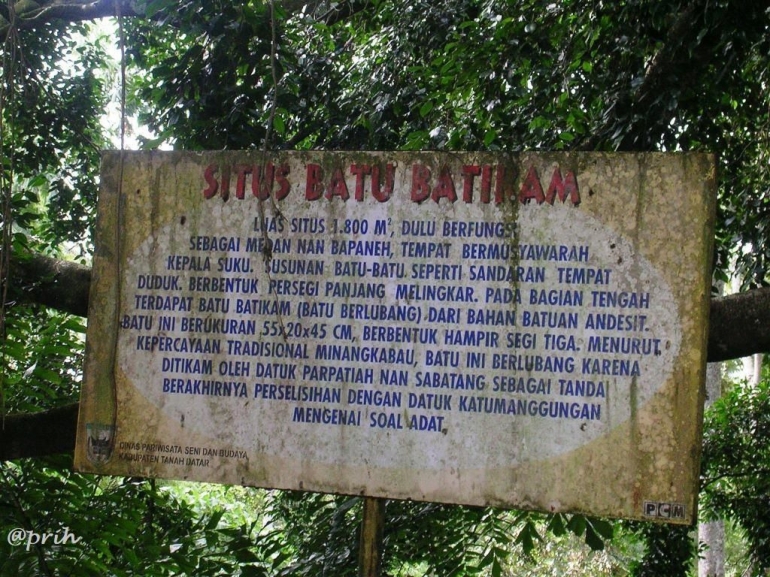 SITUS BATU BATIKAM
LUAS SITUS 1.800 M², DULU BERFUNGSI
SEBAGAI MEDAN NAN BAPANEH, TEMPAT BERMUSYAWARAH
KEPALA SUKU. SUSUNAN BATU-BATU SEPERTI SANDARAN TEMPAT
DUDUK. BERBENTUK PERSEGI PANJANG MELINGKAR. PADA BAGIAN TENGAH
TERDAPAT BATU BATIKAM (BATU BERLUBANG) DARI BAHAN BATUAN ANDESIT.
BATU INI BERUKURAN 55x20x45 CM, BERBENTUK HAMPIR SEGI TIGA. MENURUT
KEPERCAYAAN TRADISIONAL MINANGKABAU, BATU INI BERLUBANG KARENA
DITIKAM OLEH DATUK PARPATIAH NAN SABATANG SEBAGAI TANDA
BERAKHIRNYA PERSELISIHAN DENGAN DATUK KATUMANGGUNGAN
MENGENAI SOAL ADAT.
DINAS PARIWISATA SENI DAN BUDAYA
KABUPATEN TANAH DATAR
PCM
@prih